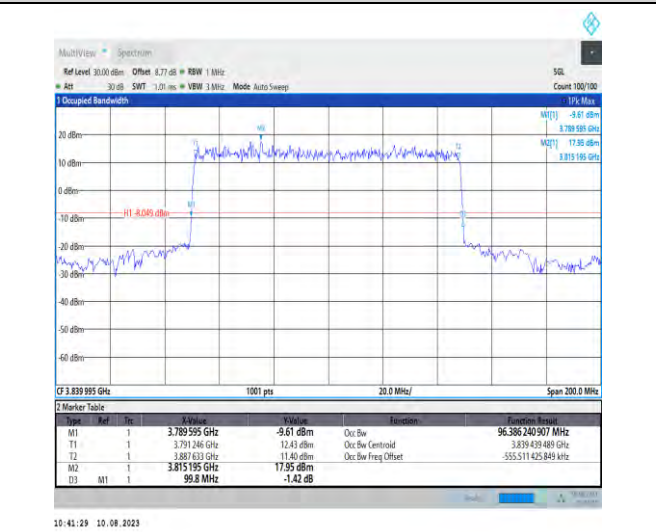 MultiView Spectrum
Ref Level 30.00 dBm Offset 8.77 dB RBW 1 MHz SGL
Att 30 dB SWT 1.01 ms VBW 3 MHz Mode Auto Sweep Count 100/100
1 Occupied Bandwidth 1Pk Max
M1[1] -9.61 dBm
3.789 595 GHz
M2[1] 17.95 dBm
3.815 195 GHz
20 dBm
M2
T1
T2
10 dBm
0 dBm
M1
H1 -8.049 dBm
-10 dBm
-20 dBm
-30 dBm
-40 dBm
-50 dBm
-60 dBm
CF 3.839 995 GHz 1001 pts 20.0 MHz/ Span 200.0 MHz
2 Marker Table
Type Ref Trc X-Value Y-Value Function Function Result
M1 1 3.789 595 GHz -9.61 dBm Occ Bw 96.386 240 907 MHz
T1 1 3.791 246 GHz 12.43 dBm Occ Bw Centroid 3.839 439 489 GHz
T2 1 3.887 633 GHz 11.40 dBm Occ Bw Freq Offset -555.511 425 849 kHz
M2 1 3.815 195 GHz 17.95 dBm
D3 M1 1 99.8 MHz -1.42 dB
10:41:29 10.08.2023